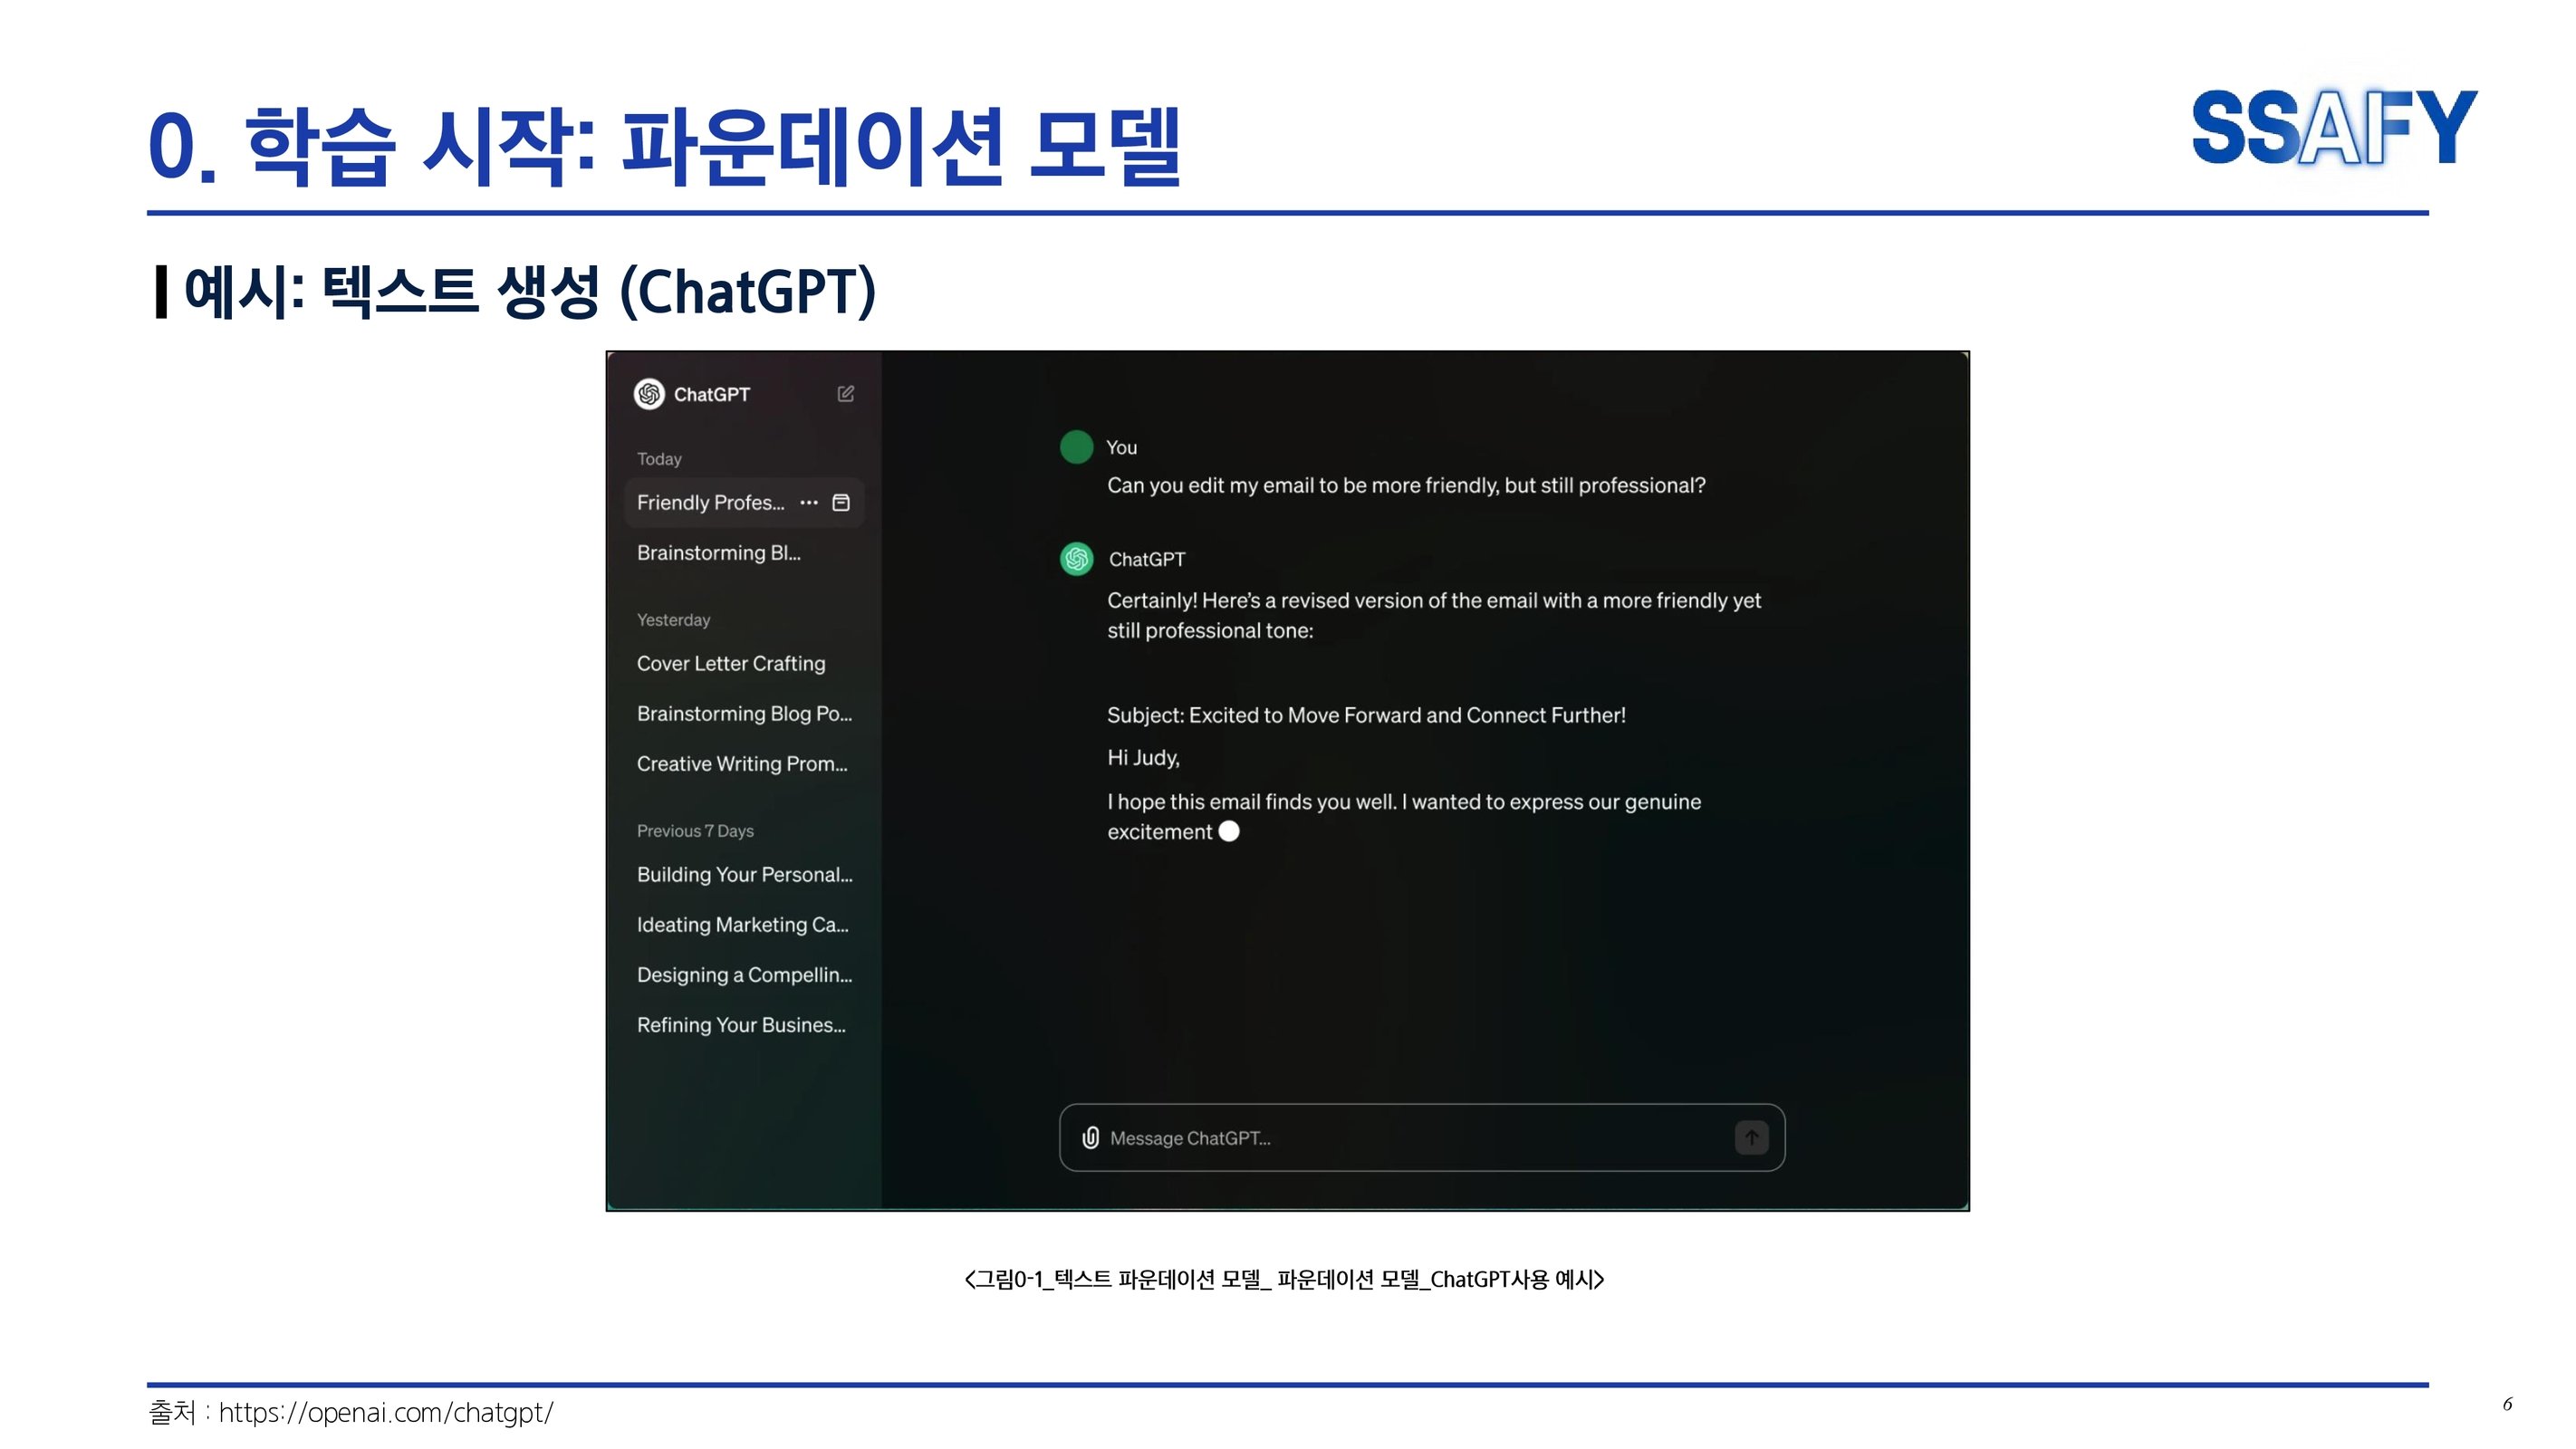 0. 학습 시작: 파운데이션 모델
SSAFY
예시: 텍스트 생성 (ChatGPT)
ChatGPT
Today
Friendly Profes...
Brainstorming Bl...
Yesterday
Cover Letter Crafting
Brainstorming Blog Po...
Creative Writing Prom...
Previous 7 Days
Building Your Personal...
Ideating Marketing Ca...
Designing a Compellin...
Refining Your Busines...
You
Can you edit my email to be more friendly, but still professional?
ChatGPT
Certainly! Here’s a revised version of the email with a more friendly yet
still professional tone:
Subject: Excited to Move Forward and Connect Further!
Hi Judy,
I hope this email finds you well. I wanted to express our genuine
excitement
Message ChatGPT...
<그림0-1_텍스트 파운데이션 모델_ 파운데이션 모델_ChatGPT사용 예시>
출처 : https://openai.com/chatgpt/
6